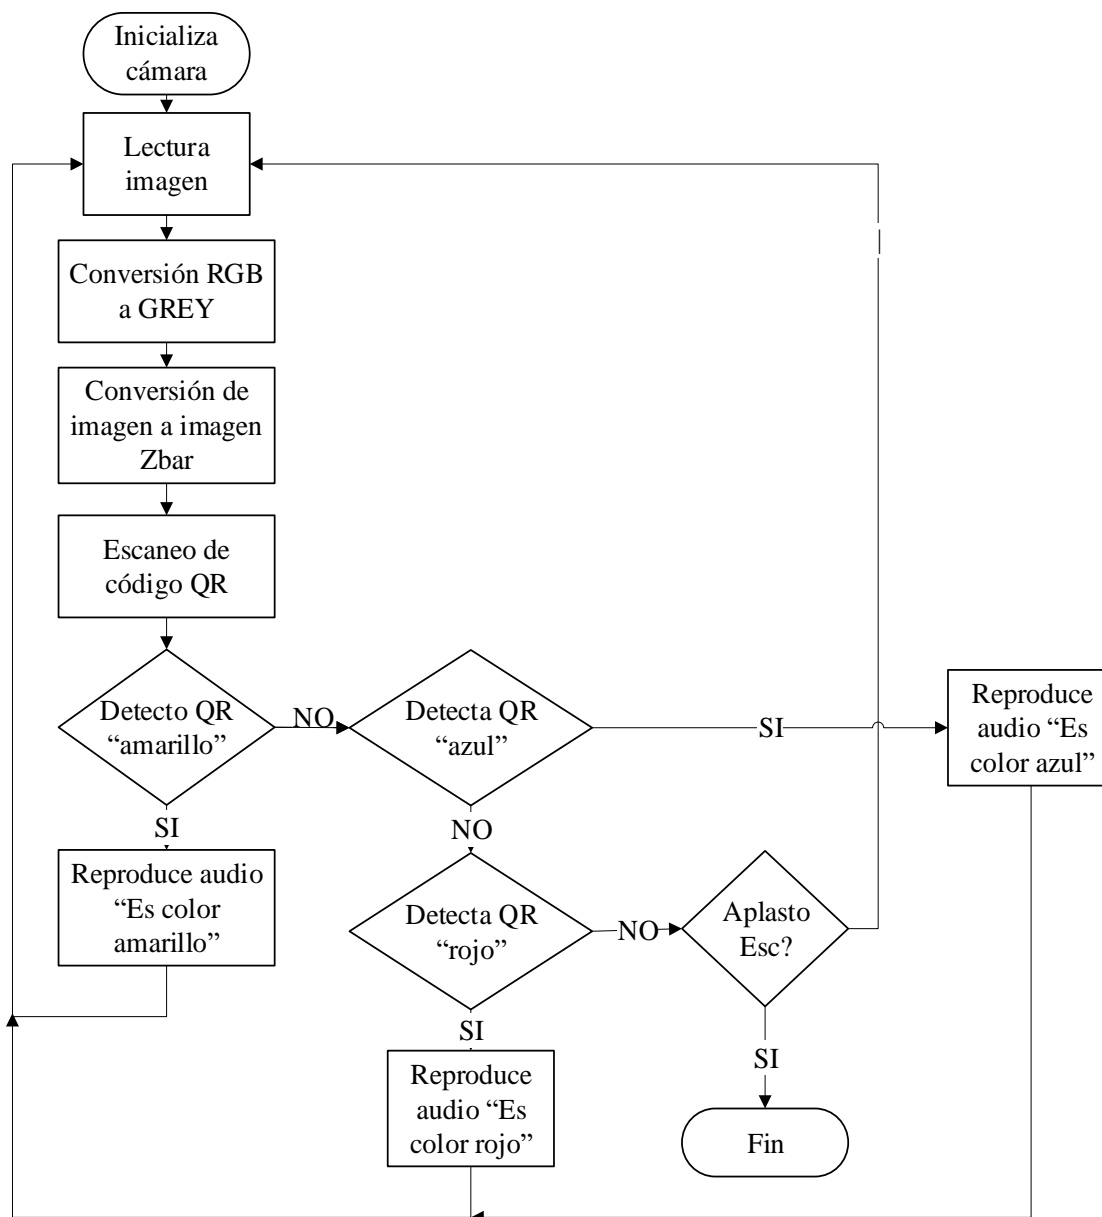 Inicializa
cámara
Lectura
imagen
Conversión RGB
a GREY
Conversión de
imagen a imagen
Zbar
Escaneo de
código QR
Detecto QR
“amarillo”
NO
Detecta QR
“azul”
SI
Reproduce
audio “Es
color azul”
SI
NO
Reproduce audio
“Es color
amarillo”
Detecta QR
“rojo”
NO
Aplasto
Esc?
SI
SI
Reproduce
audio “Es
color rojo”
Fin